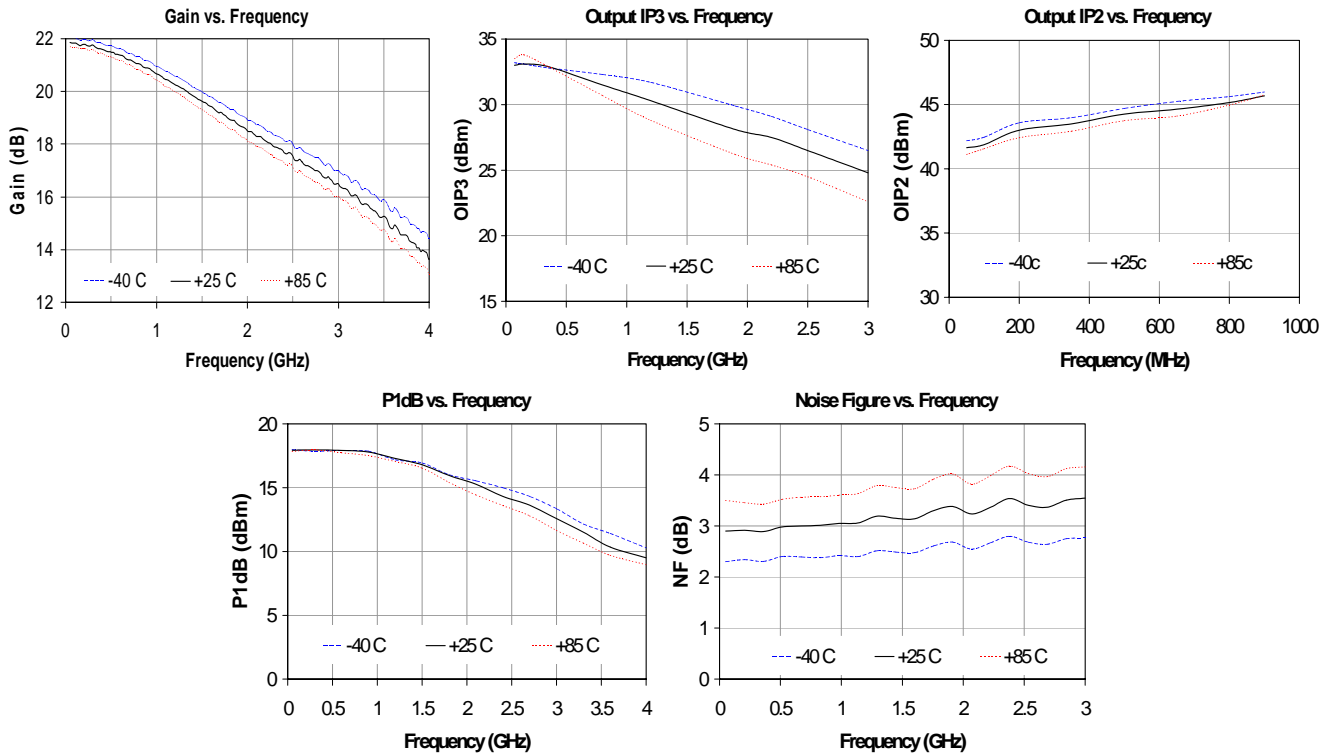 Gain vs. Frequency
22
20
18
16
14
12
Gain (dB)
-40 C +25 C +85 C
0 1 2 3 4
Frequency (GHz)
Output IP3 vs. Frequency
35
30
25
20
15
OIP3 (dBm)
-40 C +25 C +85 C
0 0.5 1 1.5 2 2.5 3
Frequency (GHz)
Output IP2 vs. Frequency
50
45
40
35
30
OIP2 (dBm)
-40c +25c +85c
0 200 400 600 800 1000
Frequency (MHz)
P1dB vs. Frequency
20
15
10
5
0
P1dB (dBm)
-40 C +25 C +85 C
0 0.5 1 1.5 2 2.5 3 3.5 4
Frequency (GHz)
Noise Figure vs. Frequency
5
4
3
2
1
0
NF (dB)
-40 C +25 C +85 C
0 0.5 1 1.5 2 2.5 3
Frequency (GHz)